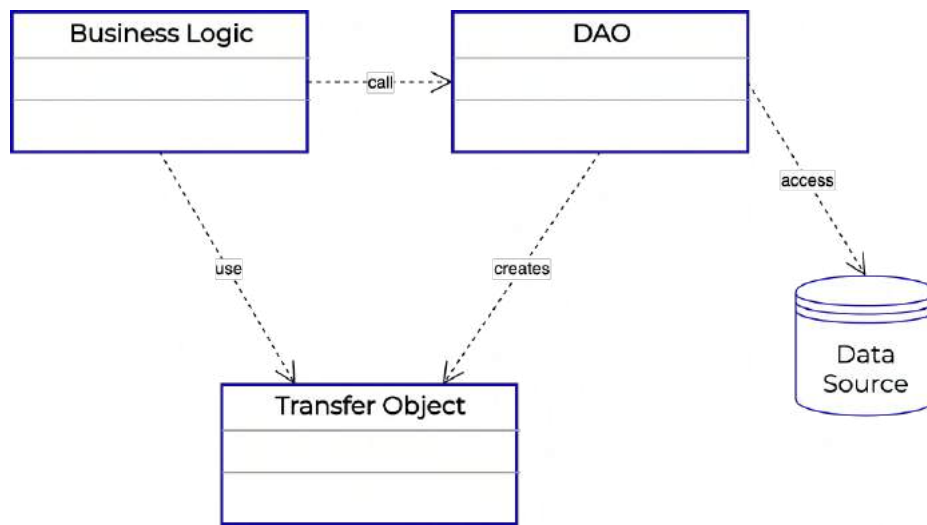 Business Logic
DAO
call
access
use
creates
Data
Source
Transfer Object